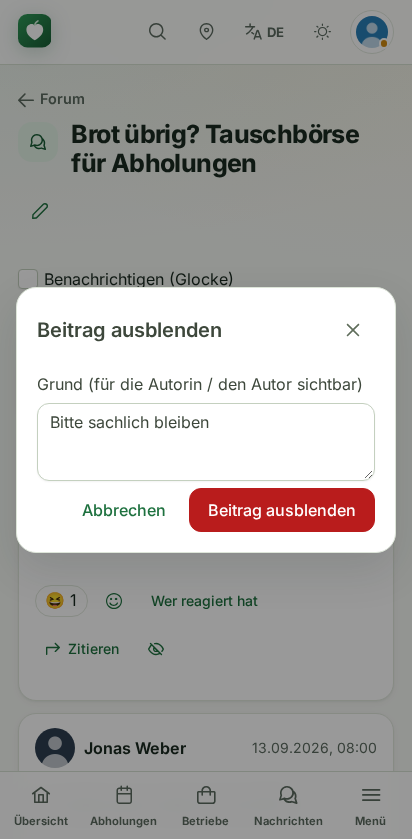 DE
Forum
Brot übrig? Tauschbörse
für Abholungen
Benachrichtigen (Glocke)
Beitrag ausblenden
Grund (für die Autorin / den Autor sichtbar)
Bitte sachlich bleiben
Abbrechen
Beitrag ausblenden
😆 1
Wer reagiert hat
Zitieren
Jonas Weber
13.09.2026, 08:00
Übersicht
Abholungen
Betriebe
Nachrichten
Menü